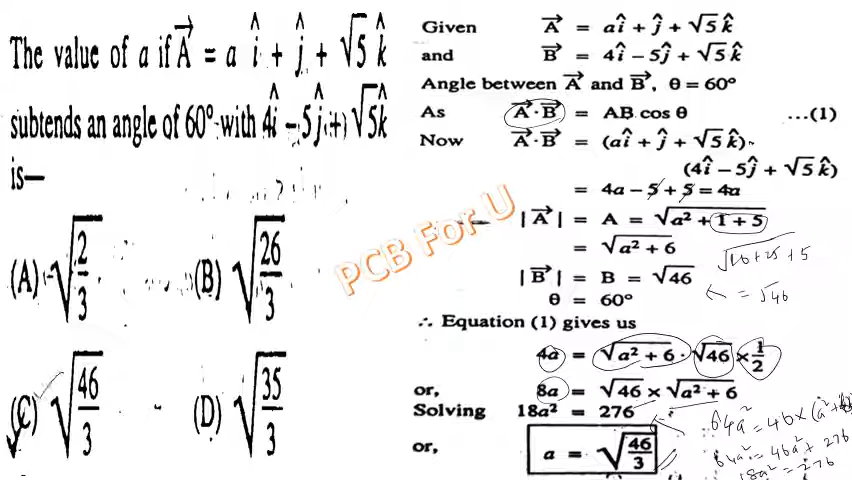 The value of a if A⃗ = a î + ĵ + √5 k̂
subtends an angle of 60° with 4î – 5ĵ + √5k̂
is—
(A) √(2/3) (B) √(26/3)
(C) √(46/3) (D) √(35/3)
Given A⃗ = aî + ĵ + √5 k̂
and B⃗ = 4î – 5ĵ + √5 k̂
Angle between A⃗ and B⃗, θ = 60°
As A⃗·B⃗ = AB cos θ ...(1)
Now A⃗·B⃗ = (aî + ĵ + √5 k̂)·
(4î – 5ĵ + √5 k̂)
= 4a – 5 + 5 = 4a
|A⃗| = A = √(a² + 1 + 5)
= √(a² + 6)
|B⃗| = B = √46
θ = 60°
√(16 + 25 + 5)
= √46
∴ Equation (1) gives us
4a = √(a² + 6) · √46 × 1/2
or, 8a = √46 × √(a² + 6)
Solving 18a² = 276
or, a = √(46/3)
64a² = 46 × (a² +
64a² = 46a² + 276
18a² = 276
PCB For U